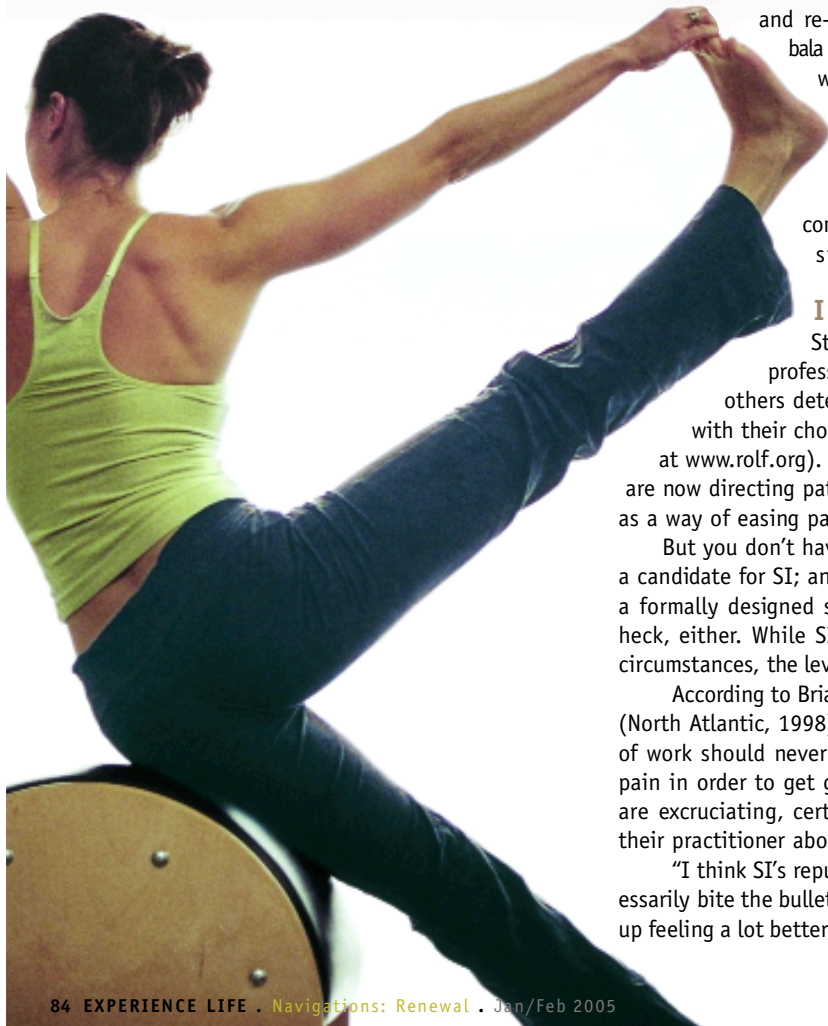 and re-
bala
w
con
si
I
St
profess
others dete
with their cho
at www.rolf.org).
are now directing pat
as a way of easing pa
But you don’t hav
a candidate for SI; an
a formally designed s
heck, either. While SI
circumstances, the lev
According to Bria
(North Atlantic, 1998)
of work should never
pain in order to get g
are excruciating, cert
their practitioner abo
“I think SI’s repu
essarily bite the bullet
up feeling a lot better
84 EXPERIENCE LIFE . Navigations: Renewal . Jan/Feb 2005